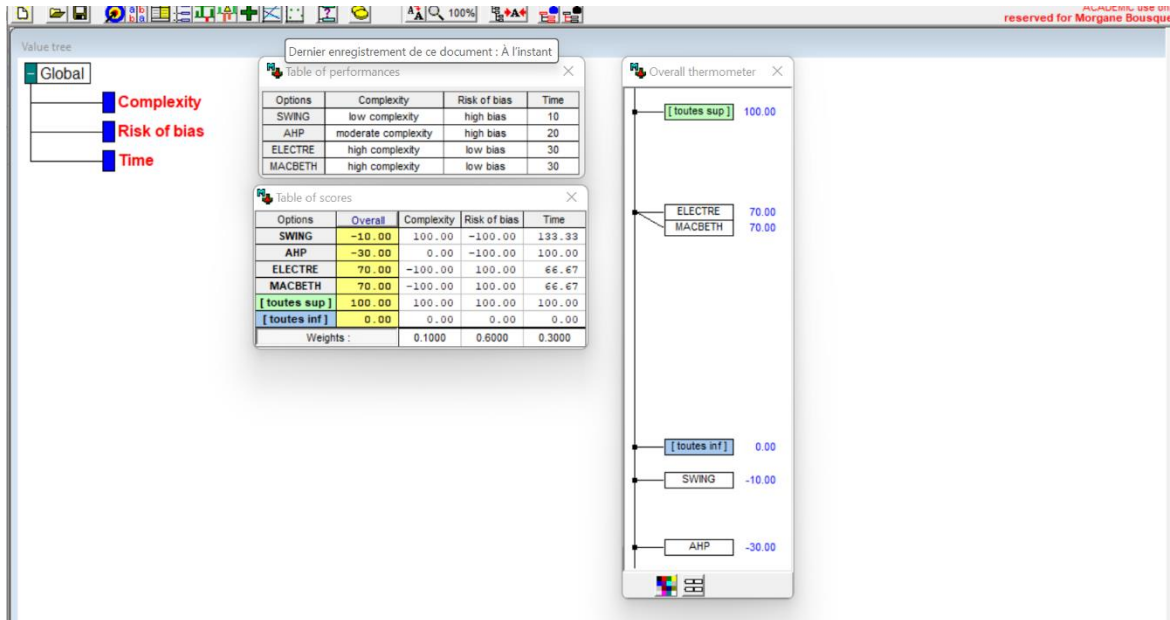 100%
ACADEMIC use on
reserved for Morgane Bousque
Value tree
Dernier enregistrement de ce document : À l'instant
Global
Complexity
Risk of bias
Time
Table of performances
Options Complexity Risk of bias Time
SWING low complexity high bias 10
AHP moderate complexity high bias 20
ELECTRE high complexity low bias 30
MACBETH high complexity low bias 30
Table of scores
Options Overall Complexity Risk of bias Time
SWING -10.00 100.00 -100.00 133.33
AHP -30.00 0.00 -100.00 100.00
ELECTRE 70.00 -100.00 100.00 66.67
MACBETH 70.00 -100.00 100.00 66.67
[ toutes sup ] 100.00 100.00 100.00 100.00
[ toutes inf ] 0.00 0.00 0.00 0.00
Weights : 0.1000 0.6000 0.3000
Overall thermometer
[ toutes sup ] 100.00
ELECTRE 70.00
MACBETH 70.00
[ toutes inf ] 0.00
SWING -10.00
AHP -30.00